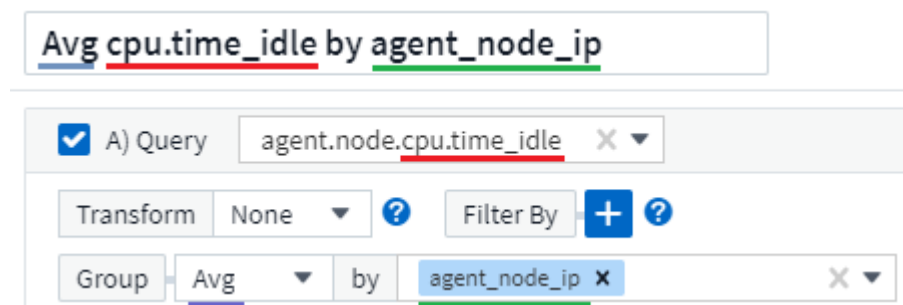 Avg cpu.time_idle by agent_node_ip
A) Query agent.node.cpu.time_idle
Transform None ? Filter By + ?
Group Avg by agent_node_ip x